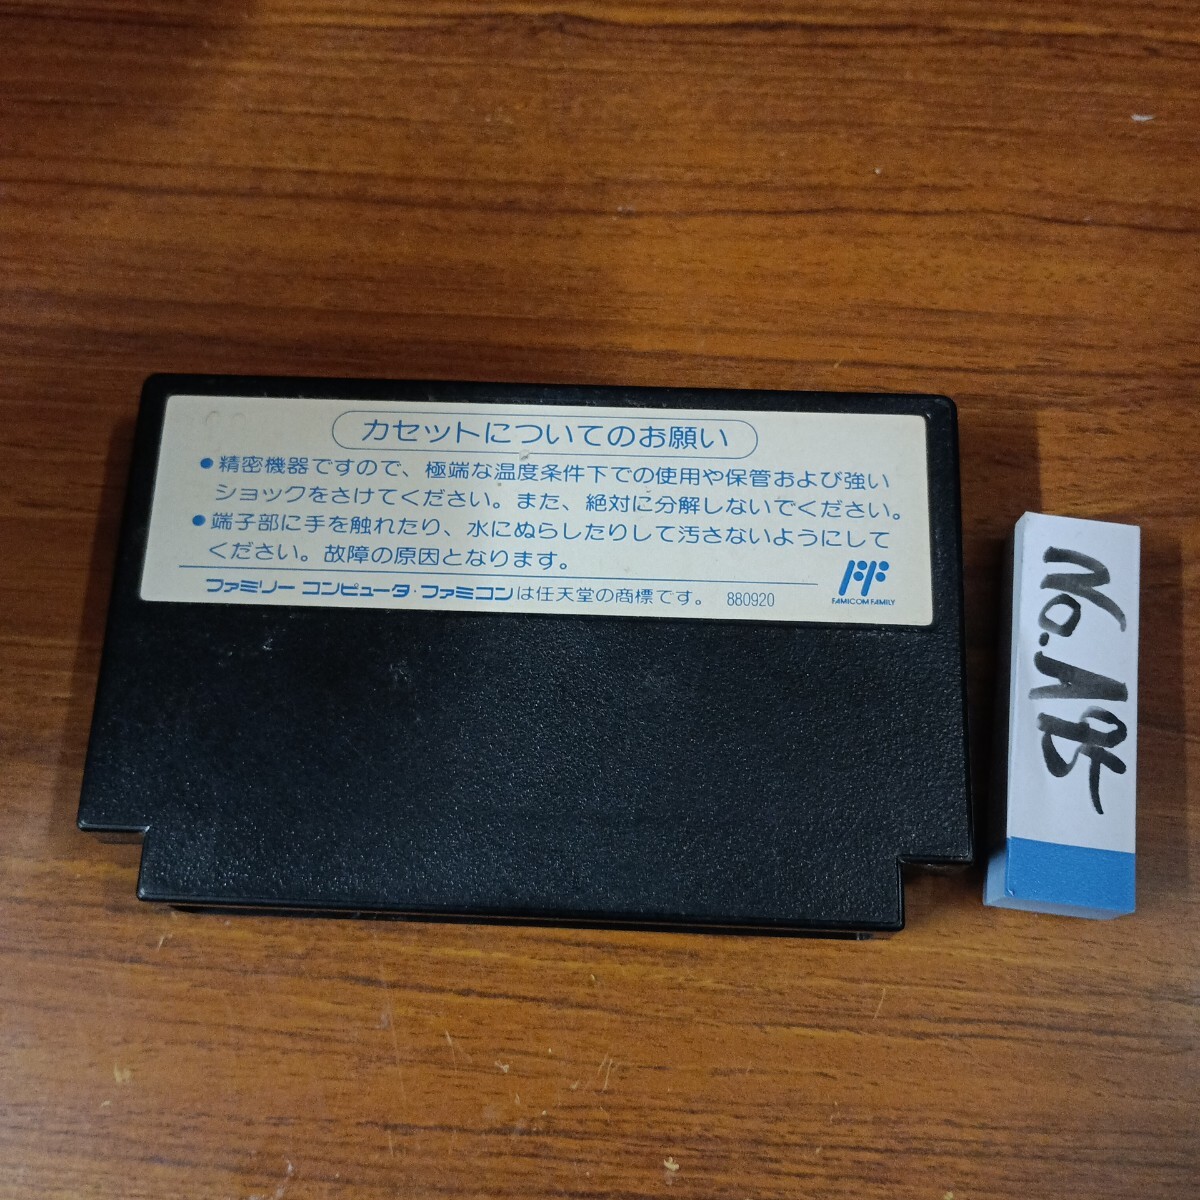 カセットについてのお願い
●精密機器ですので、極端な温度条件下での使用や保管および強い
ショックをさけてください。また、絶対に分解しないでください。
●端子部に手を触れたり、水にぬらしたりして汚さないようにして
ください。故障の原因となります。
ファミリーコンピュータ・ファミコンは任天堂の商標です。 880920
FAMICOM FAMILY
No.